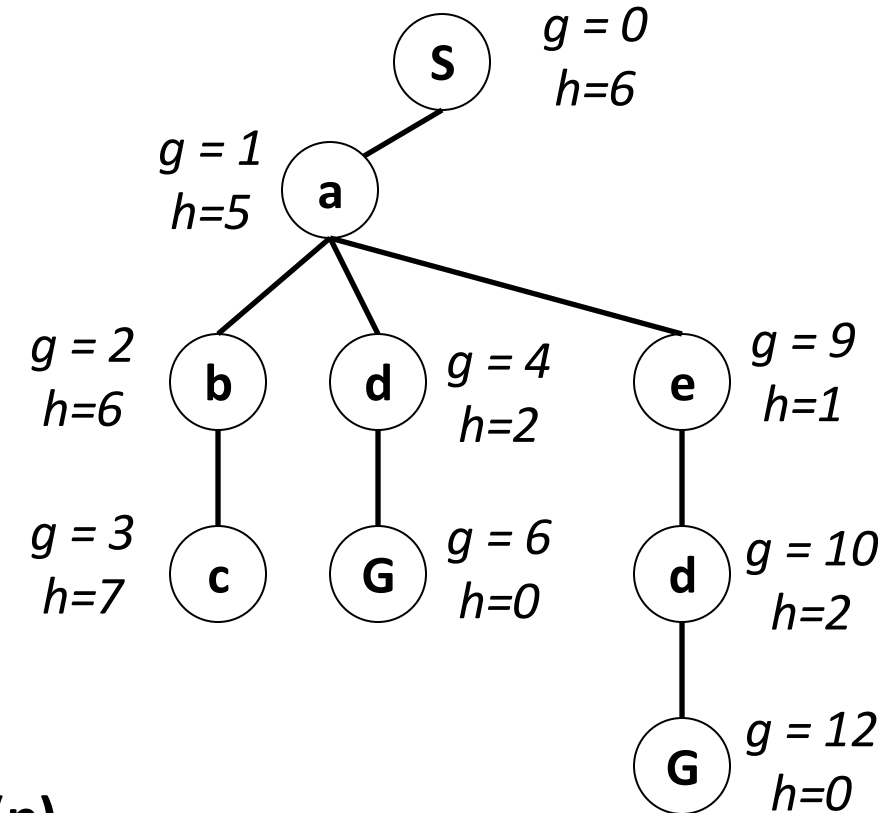 S
g = 0
h=6
g = 1
h=5
a
g = 2
h=6
b
d
g = 4
h=2
e
g = 9
h=1
g = 3
h=7
c
G
g = 6
h=0
d
g = 10
h=2
G
g = 12
h=0